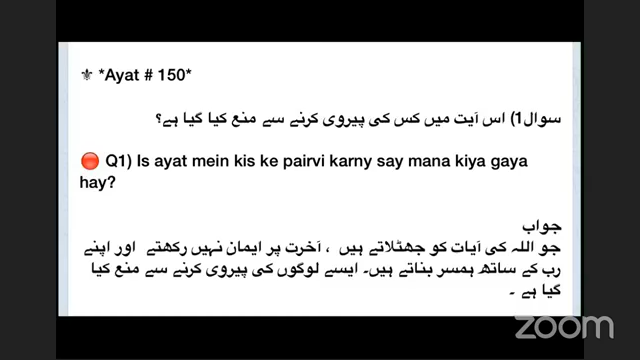 ⚜ *Ayat # 150*
سوال1) اس آیت میں کس کی پیروی کرنے سے منع کیا گیا ہے؟
🔴 Q1) Is ayat mein kis ke pairvi karny say mana kiya gaya
hay?
جواب
جو اللہ کی آیات کو جھٹلاتے ہیں ، آخرت پر ایمان نہیں رکھتے اور اپنے
رب کے ساتھ ہمسر بناتے ہیں۔ ایسے لوگوں کی پیروی کرنے سے منع کیا
گیا ہے ۔
zoom